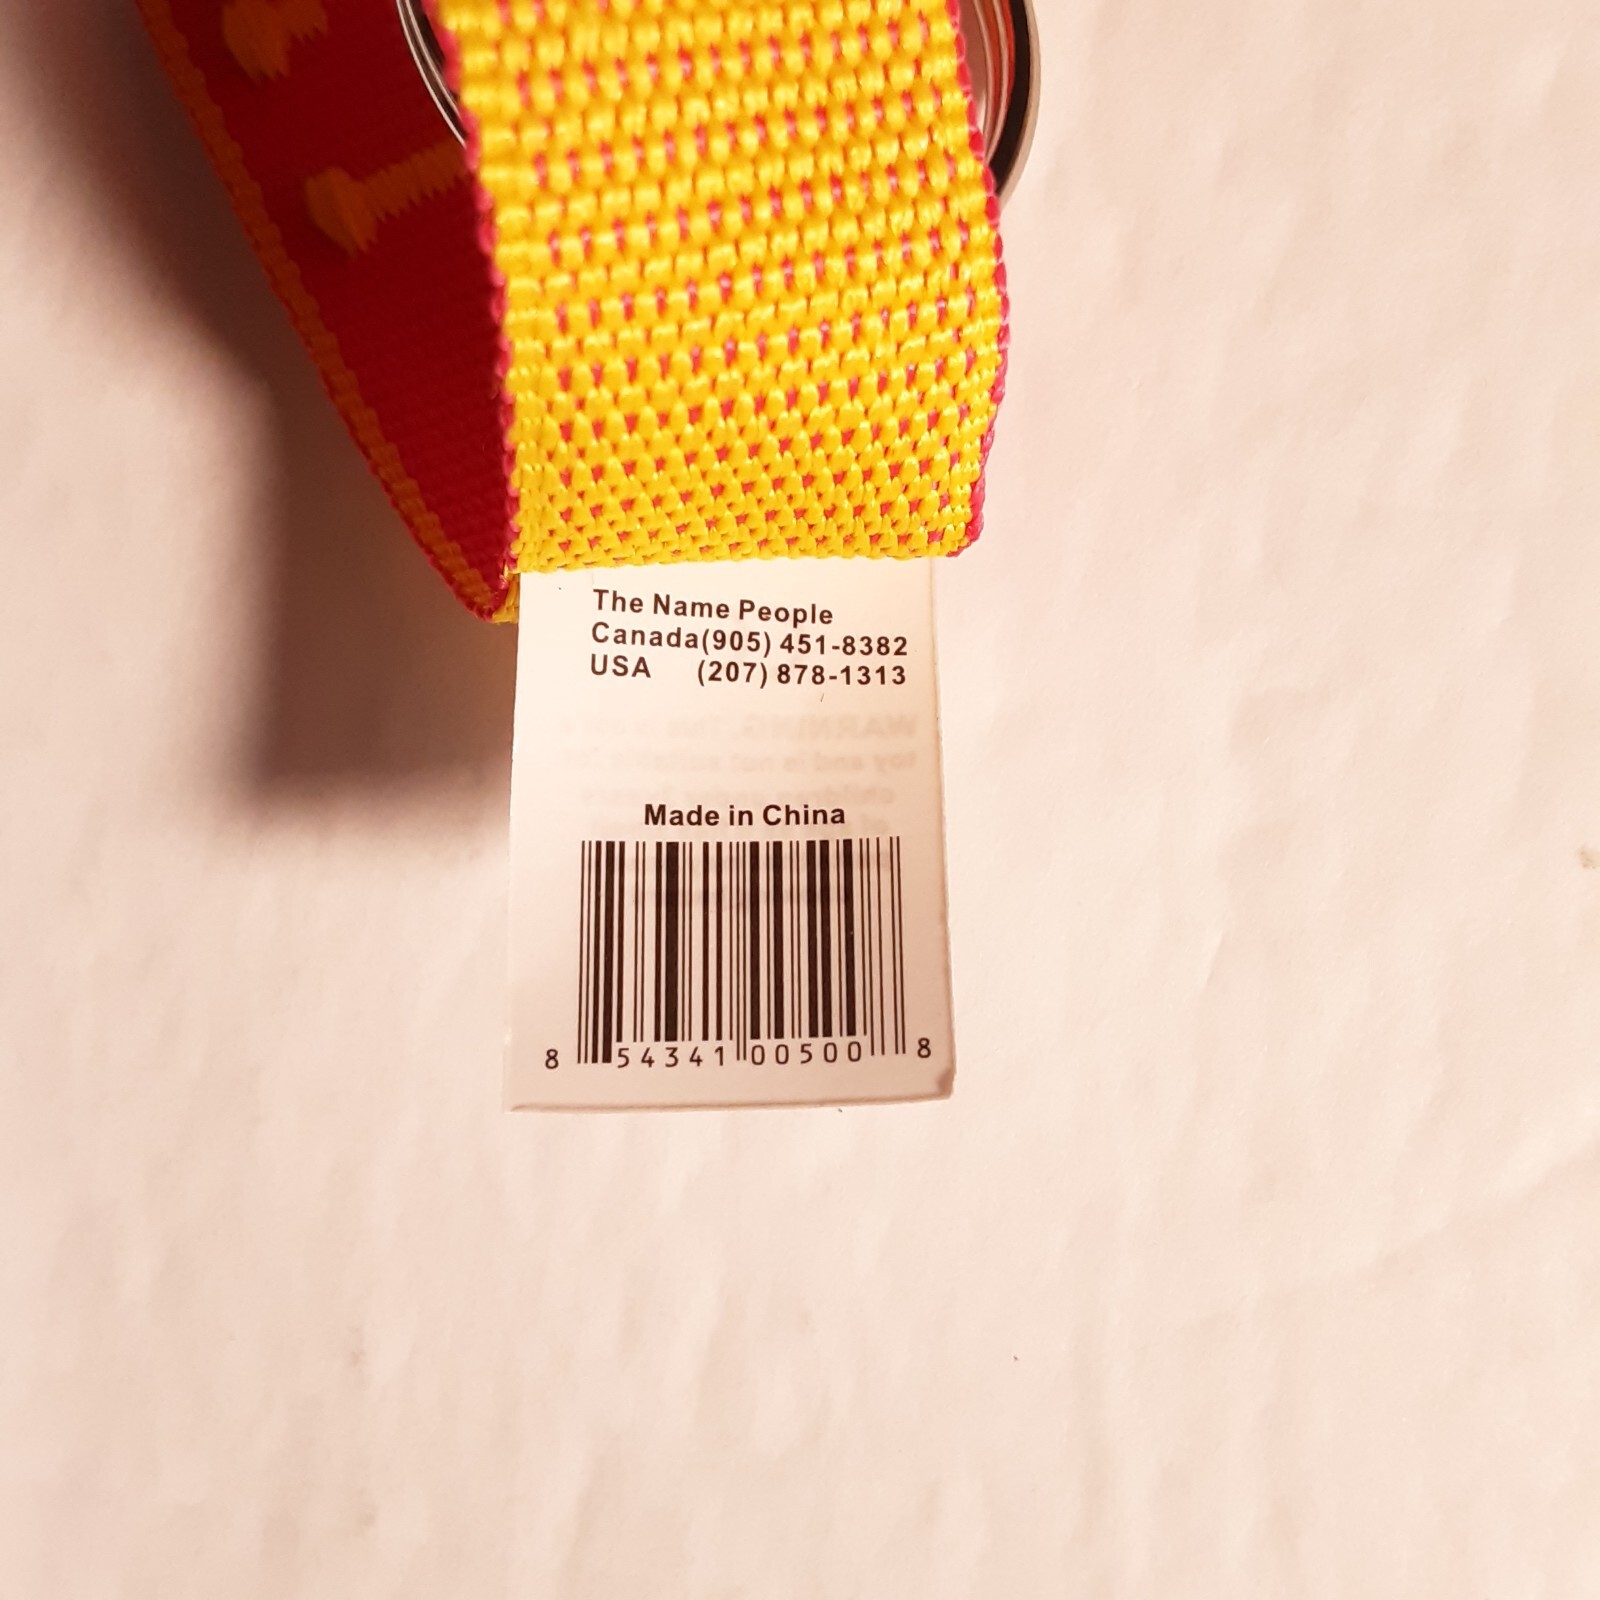 The Name People
Canada(905) 451-8382
USA (207) 878-1313
Made in China
8 54341 00500 8